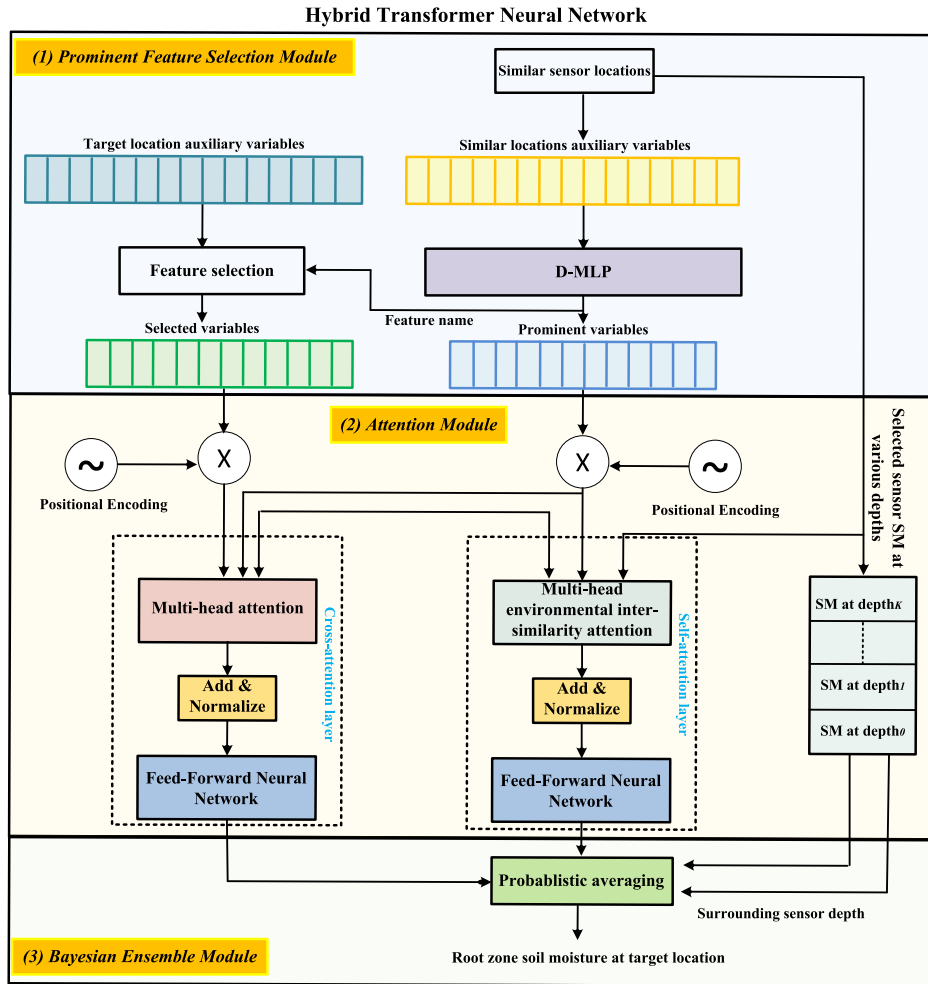 Hybrid Transformer Neural Network
(1) Prominent Feature Selection Module
Similar sensor locations
Target location auxiliary variables
Similar locations auxiliary variables
Feature selection
D-MLP
Feature name
Selected variables
Prominent variables
(2) Attention Module
Selected sensor SM at
various depths
~
X
X
~
Positional Encoding
Positional Encoding
Multi-head attention
Cross-attention layer
Multi-head
environmental inter-
similarity attention
Self-attention layer
SM at depthK
Add &
Normalize
Add &
Normalize
SM at depth1
SM at depth0
Feed-Forward Neural
Network
Feed-Forward Neural
Network
Probablistic averaging
Surrounding sensor depth
(3) Bayesian Ensemble Module
Root zone soil moisture at target location